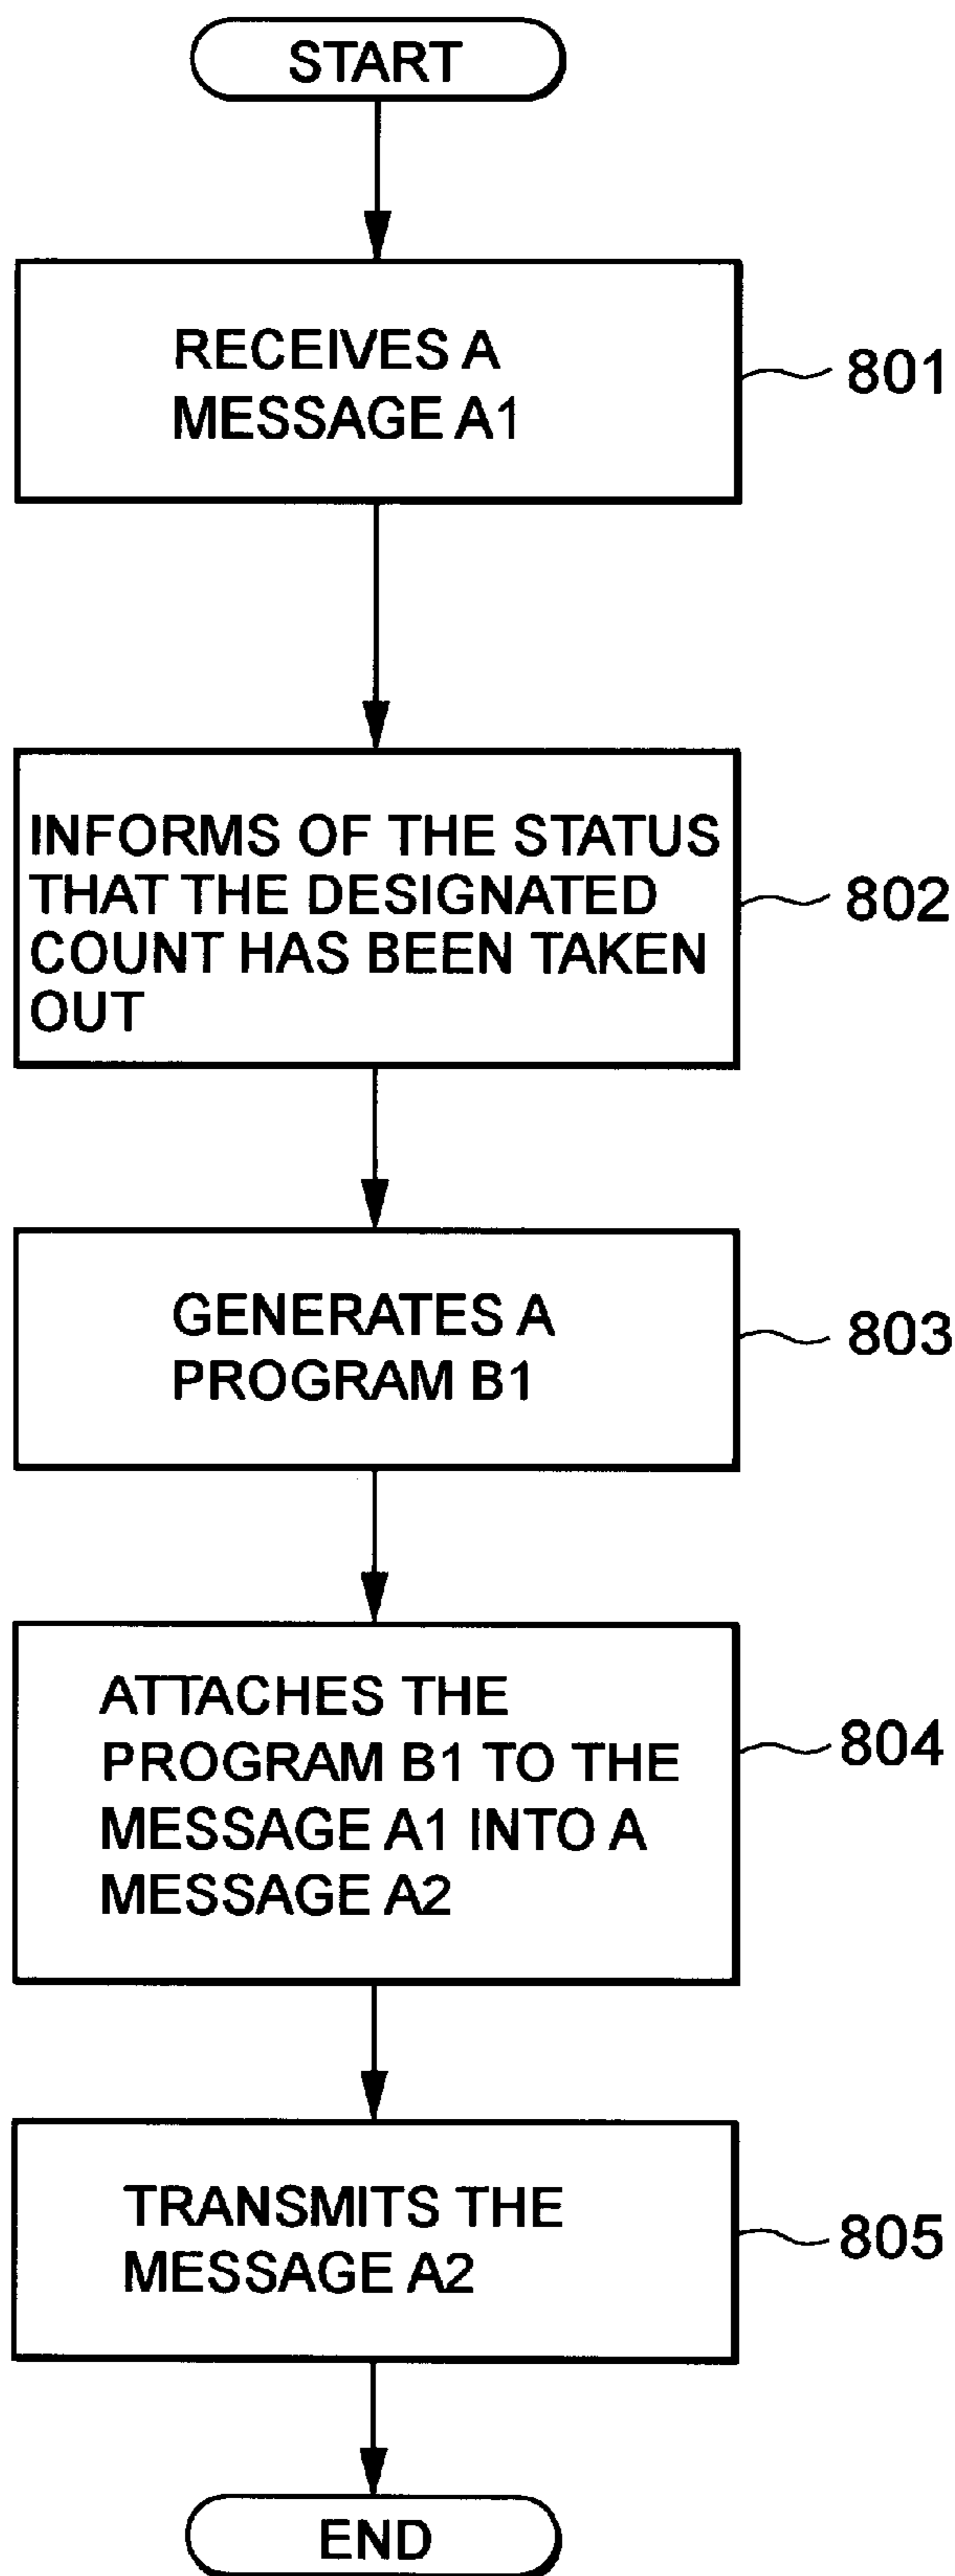 START
RECEIVES A
MESSAGE A1
801
INFORMS OF THE STATUS
THAT THE DESIGNATED
COUNT HAS BEEN TAKEN
OUT
802
GENERATES A
PROGRAM B1
803
ATTACHES THE
PROGRAM B1 TO THE
MESSAGE A1 INTO A
MESSAGE A2
804
TRANSMITS THE
MESSAGE A2
805
END